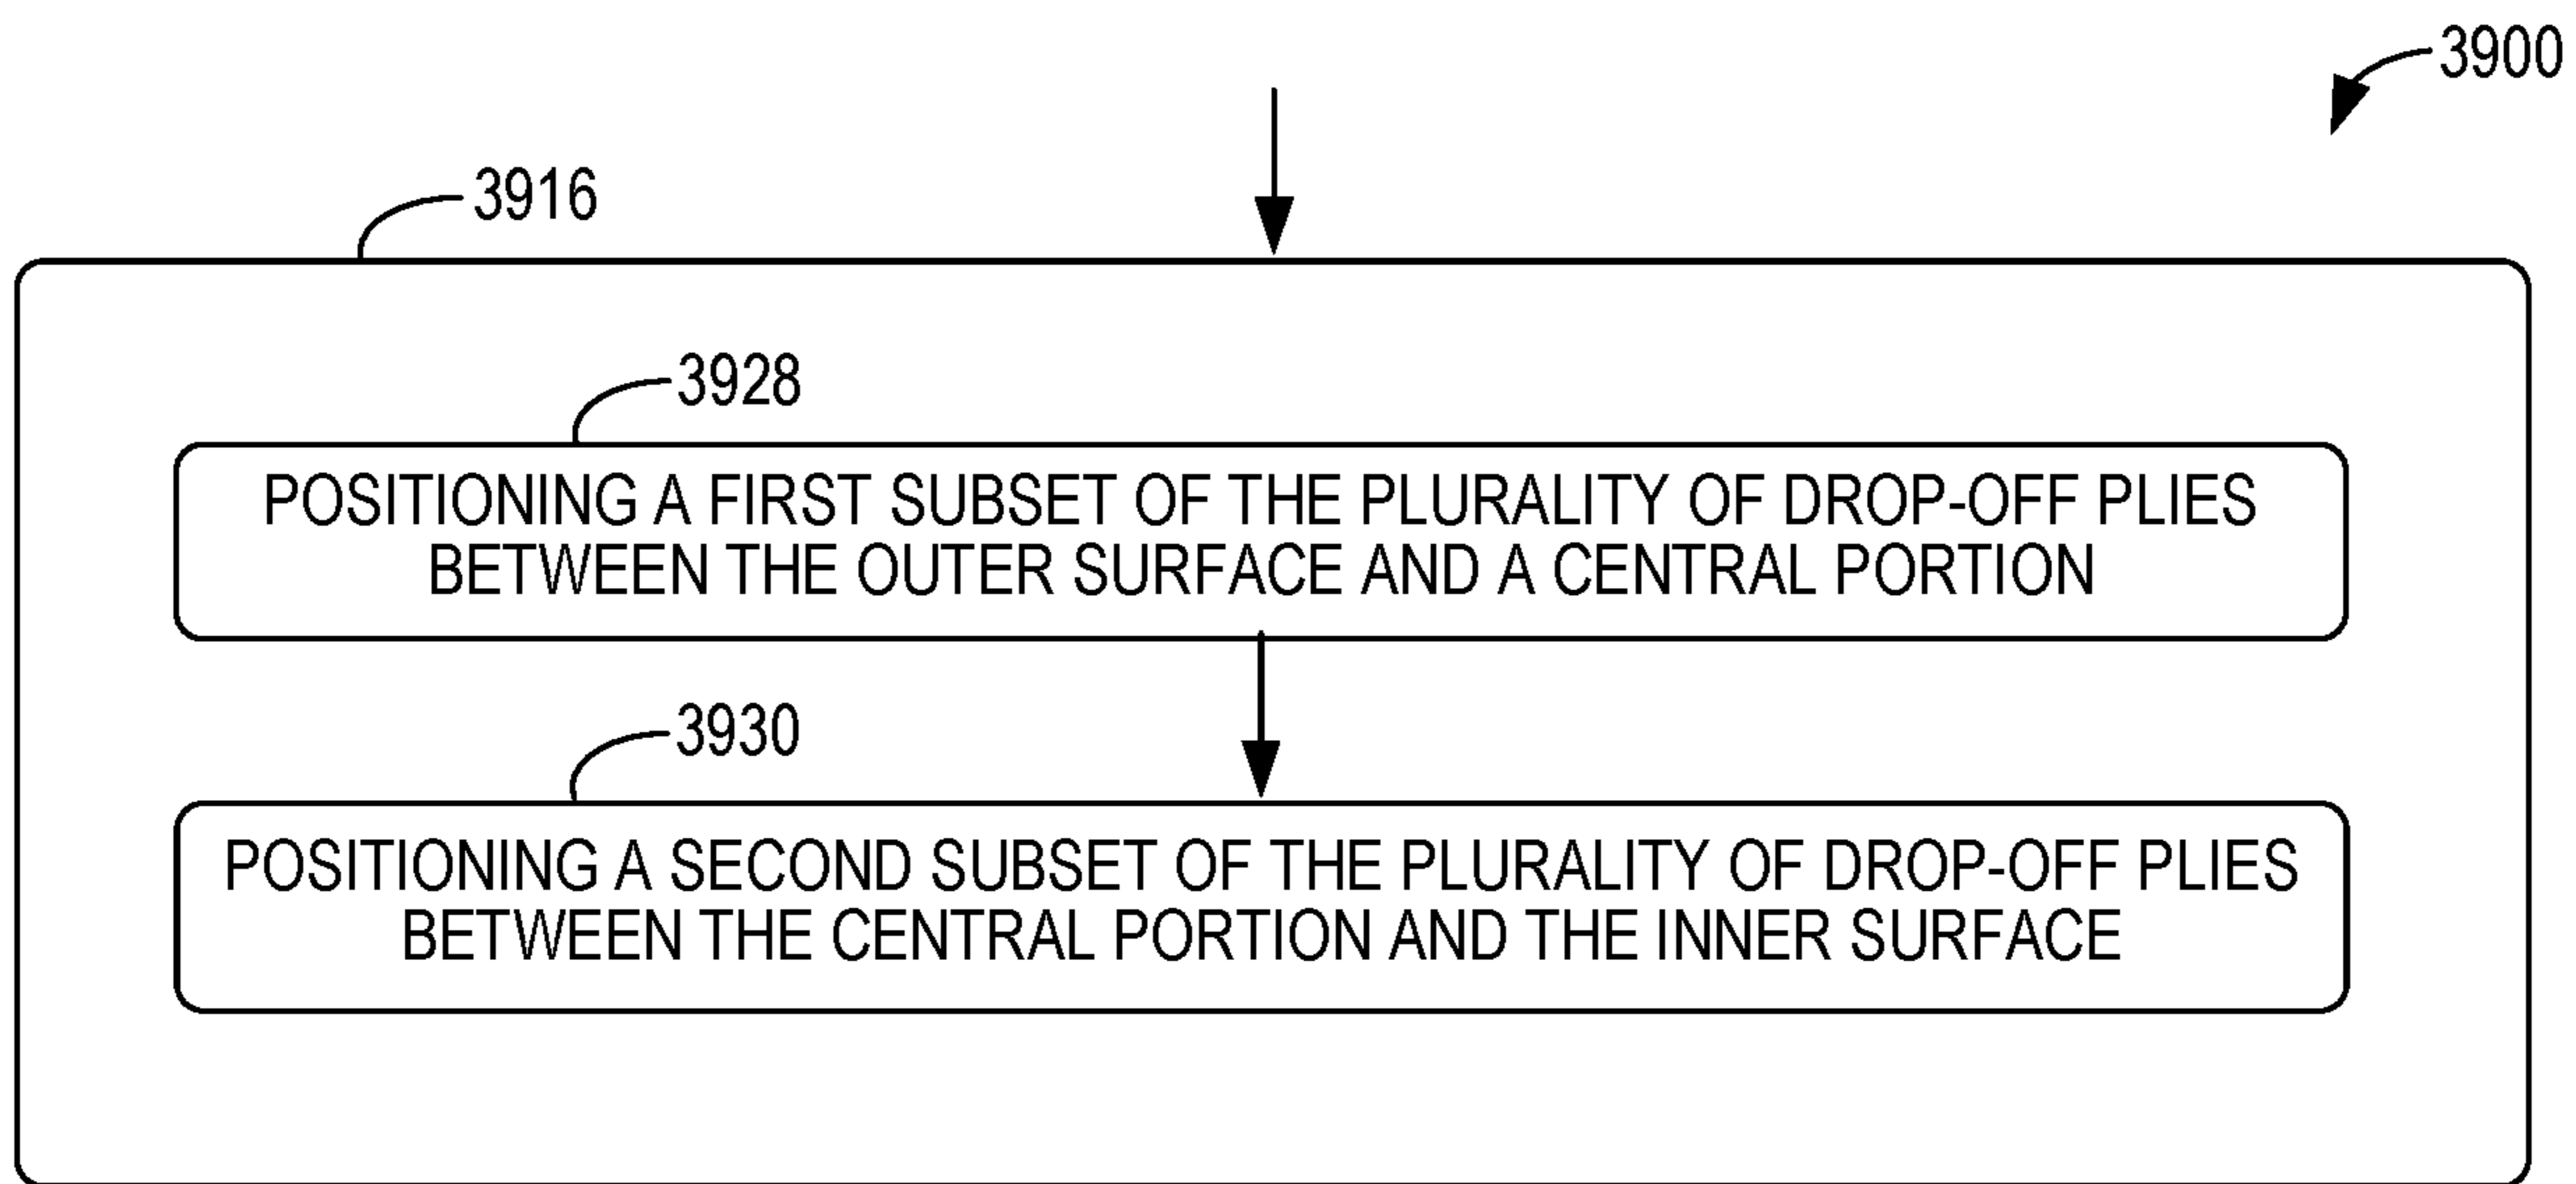 3900
3916
3928
POSITIONING A FIRST SUBSET OF THE PLURALITY OF DROP-OFF PLIES
BETWEEN THE OUTER SURFACE AND A CENTRAL PORTION
3930
POSITIONING A SECOND SUBSET OF THE PLURALITY OF DROP-OFF PLIES
BETWEEN THE CENTRAL PORTION AND THE INNER SURFACE